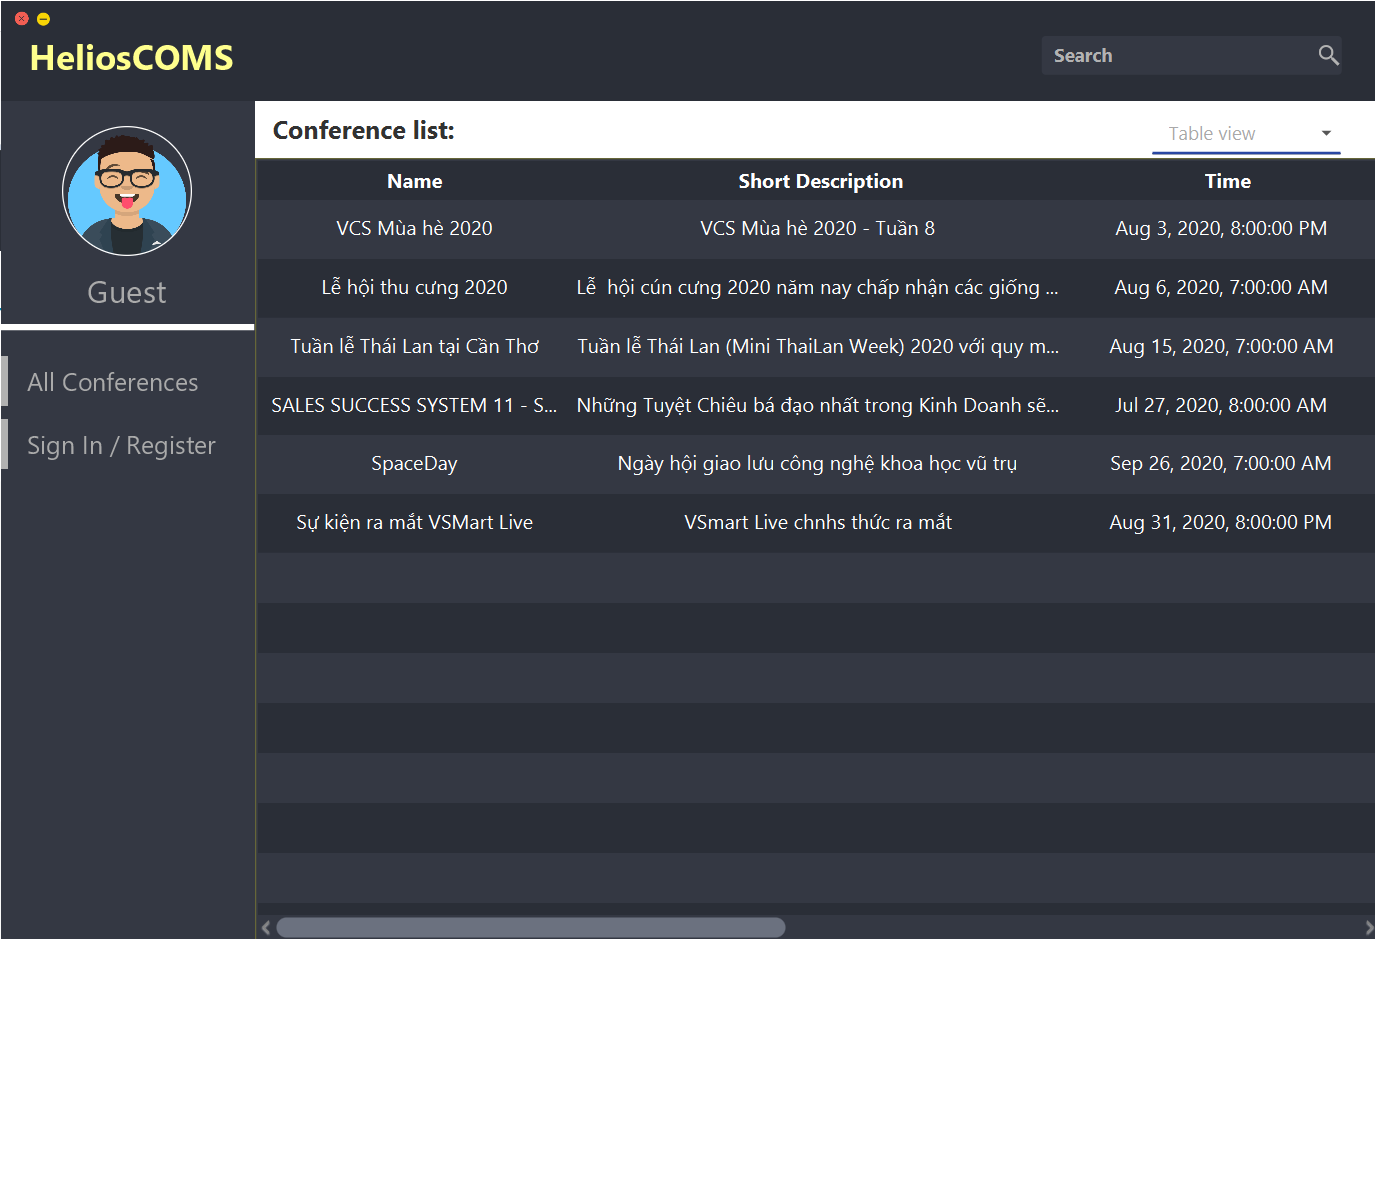 HeliosCOMS
Search
Guest
All Conferences
Sign In / Register
Conference list:
Table view
Name Short Description Time
VCS Mùa hè 2020 VCS Mùa hè 2020 - Tuần 8 Aug 3, 2020, 8:00:00 PM
Lễ hội thu cưng 2020 Lễ  hội cún cưng 2020 năm nay chấp nhận các giống ... Aug 6, 2020, 7:00:00 AM
Tuần lễ Thái Lan tại Cần Thơ Tuần lễ Thái Lan (Mini ThaiLan Week) 2020 với quy m... Aug 15, 2020, 7:00:00 AM
SALES SUCCESS SYSTEM 11 - S... Những Tuyệt Chiêu bá đạo nhất trong Kinh Doanh sẽ... Jul 27, 2020, 8:00:00 AM
SpaceDay Ngày hội giao lưu công nghệ khoa học vũ trụ Sep 26, 2020, 7:00:00 AM
Sự kiện ra mắt VSMart Live VSmart Live chnhs thức ra mắt Aug 31, 2020, 8:00:00 PM